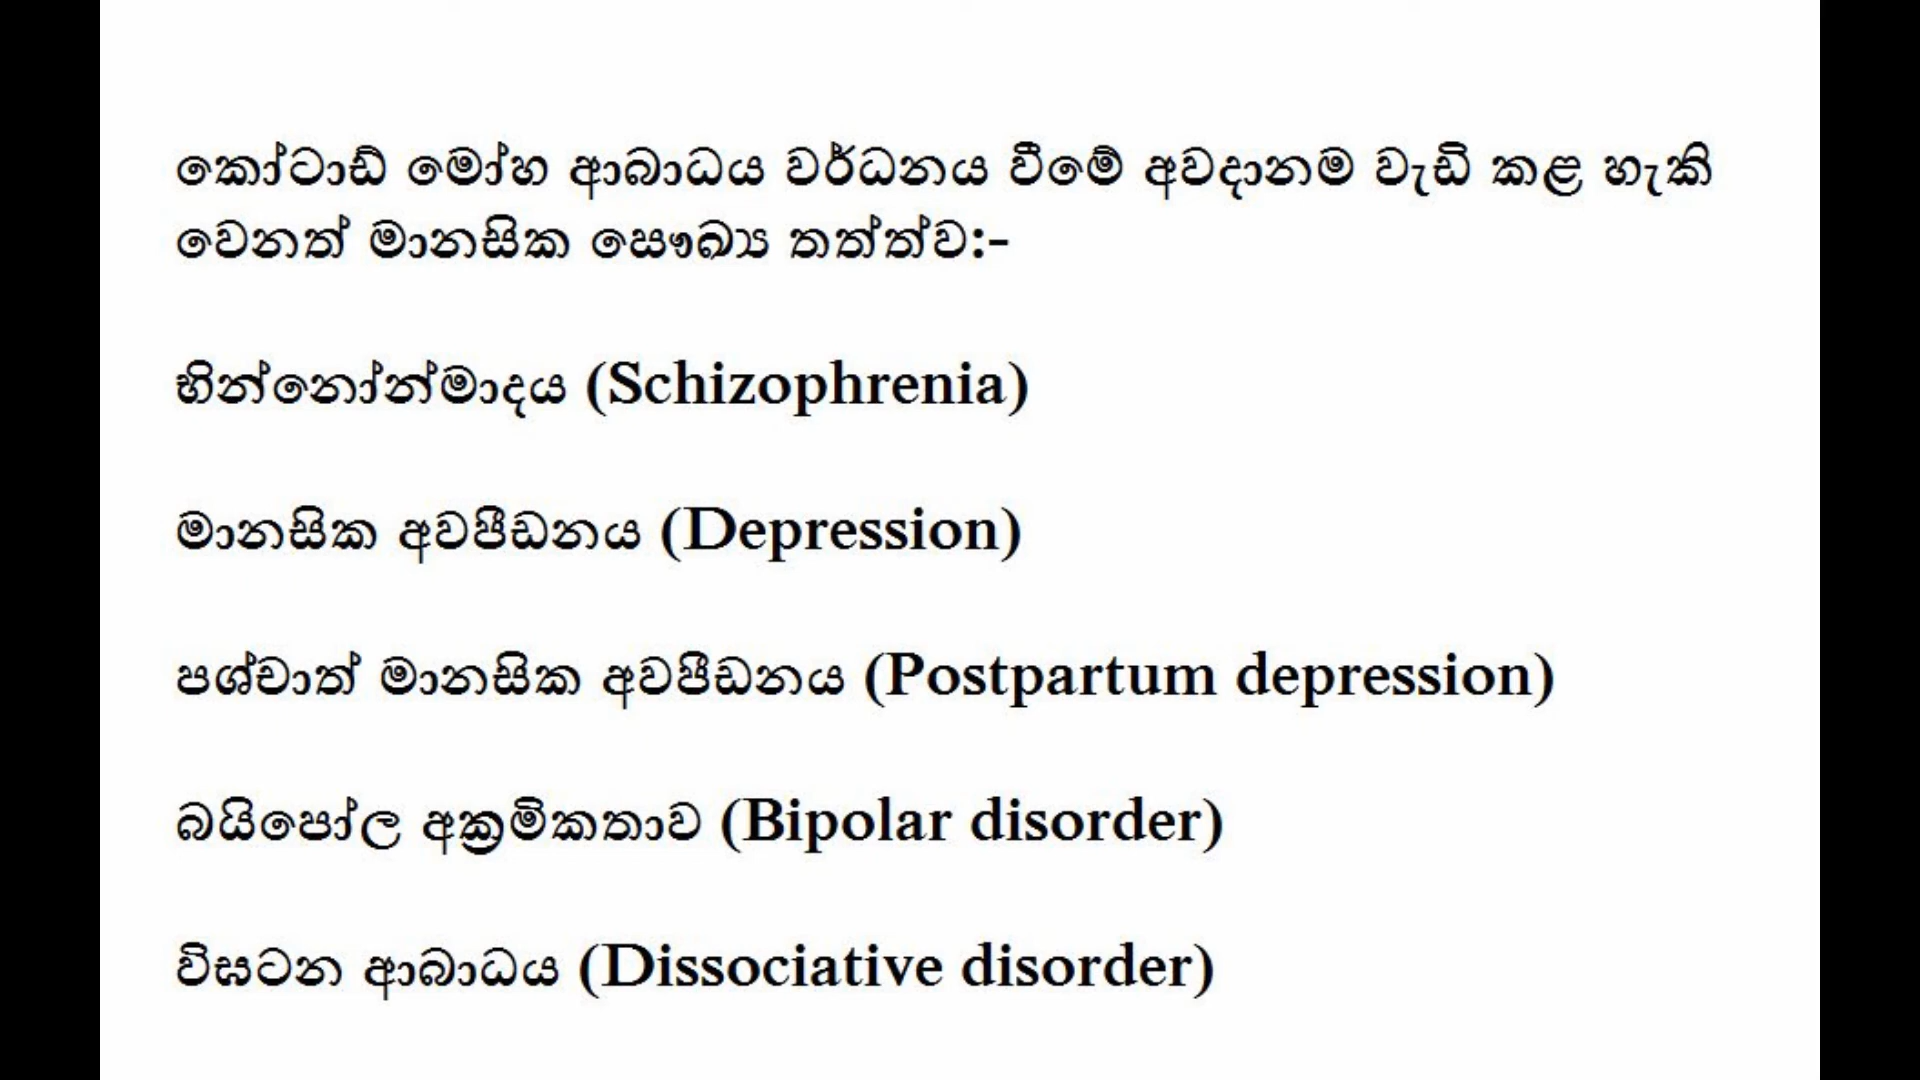 කෝටාඩ් මෝහ ආබාධය වර්ධනය වීමේ අවදානම වැඩි කළ හැකි
වෙනත් මානසික සෞඛ්‍ය තත්ත්ව:-
භින්නෝන්මාදය (Schizophrenia)
මානසික අවපීඩනය (Depression)
පශ්චාත් මානසික අවපීඩනය (Postpartum depression)
බයිපෝල අක්‍රමිකතාව (Bipolar disorder)
විඝටන ආබාධය (Dissociative disorder)